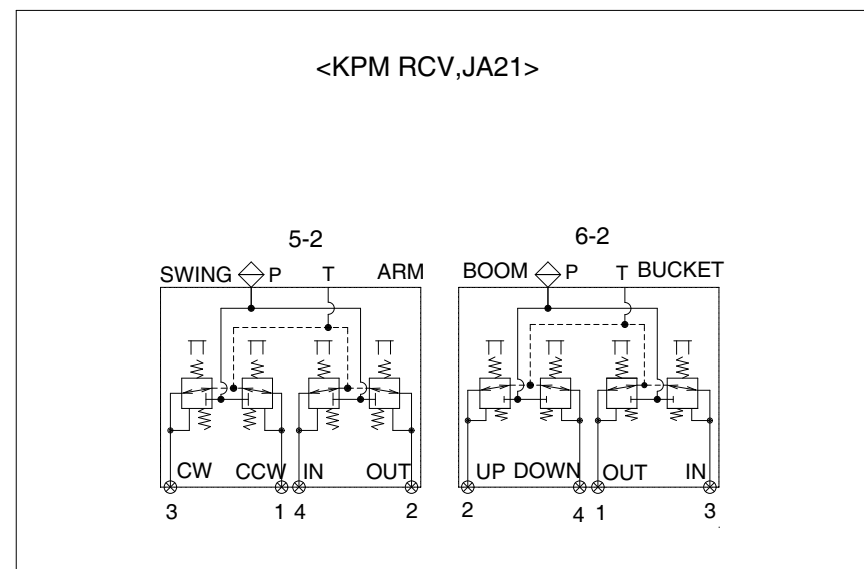 <KPM RCV,JA21>
5-2 6-2
SWING P T ARM BOOM P T BUCKET
CW CCW IN OUT UP DOWN OUT IN
3 1 4 2 2 4 1 3